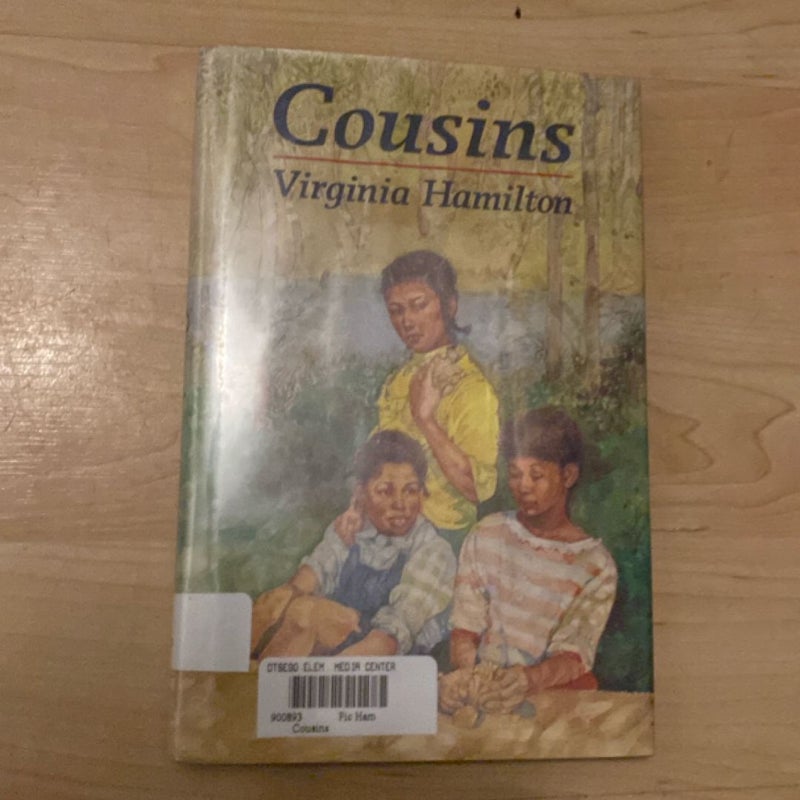 Cousins
Virginia Hamilton
OTSEGO ELEM MEDIA CENTER
900893 Fic Ham
Cousins